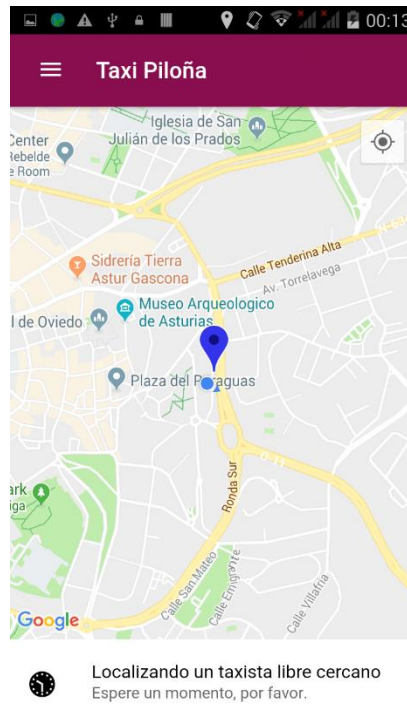 00:13
Taxi Piloña
Iglesia de San
Julián de los Prados
Center
Rebelde
e Room
Calle Tenderina Alta
Av. Torrelavega
Sidrería Tierra
Astur Gascona
Museo Arqueologico
de Asturias
l de Oviedo
Plaza del Paraguas
O-11
Ronda Sur
Calle San Mateo
Calle Emigrante
Calle Villafría
Google
Localizando un taxista libre cercano
Espere un momento, por favor.